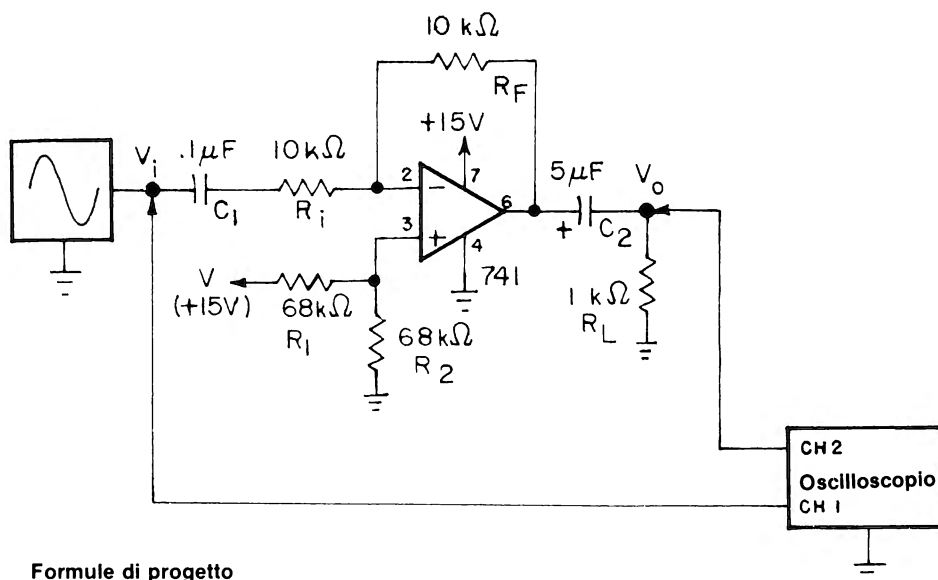 10 kΩ
R_F
+15V
.1μF
10kΩ
5μF
V_i
V_o
C_1
R_i
2
7
6
3
4
−
+
+
C_2
741
V
(+15V)
68kΩ
R_1
68kΩ
R_2
1 kΩ
R_L
CH 2
Oscilloscopio
CH 1
Formule di progetto